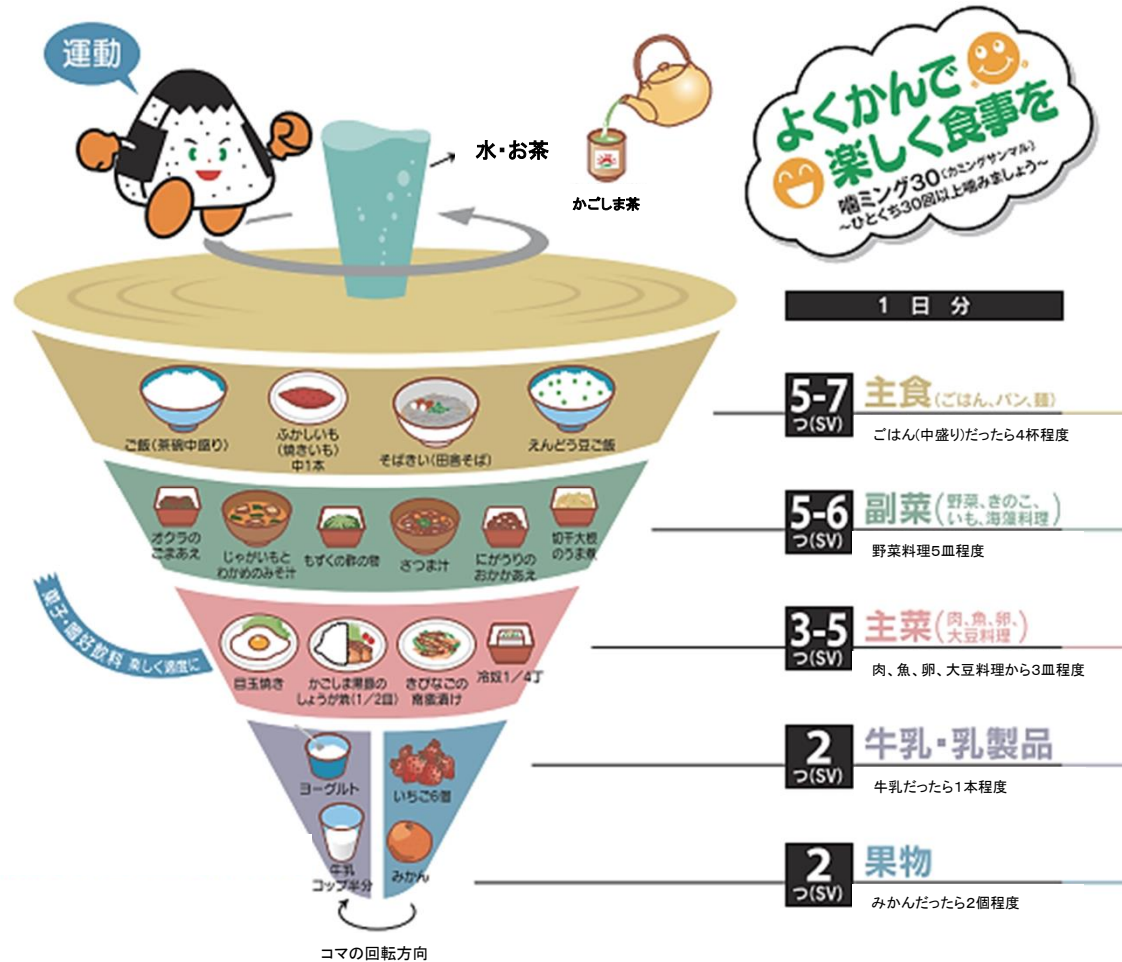 運動
水・お茶
かごしま茶
よくかんで
楽しく食事を
噛ミング30(カミングサンマル)
~ひとくち30回以上噛みましょう~
1 日 分
ご飯(茶碗中盛り)
ふかしいも
(焼きいも)
中1本
そばきい(田舎そば)
えんどう豆ご飯
5-7
つ(SV)
主食(ごはん、パン、麺)
ごはん(中盛り)だったら4杯程度
オクラの
ごまあえ
じゃがいもと
わかめのみそ汁
もずくの酢の物
さつま汁
にがうりの
おかかあえ
切干大根
のうま煮
5-6
つ(SV)
副菜(野菜、きのこ、
いも、海藻料理)
野菜料理5皿程度
菓子・嗜好飲料 楽しく適度に
目玉焼き
かごしま黒豚の
しょうが焼(1/2皿)
きびなごの
南蛮漬け
冷奴1/4丁
3-5
つ(SV)
主菜(肉、魚、卵、
大豆料理)
肉、魚、卵、大豆料理から3皿程度
ヨーグルト
いちご6個
2
つ(SV)
牛乳・乳製品
牛乳だったら1本程度
牛乳
コップ半分
みかん
2
つ(SV)
果物
みかんだったら2個程度
コマの回転方向